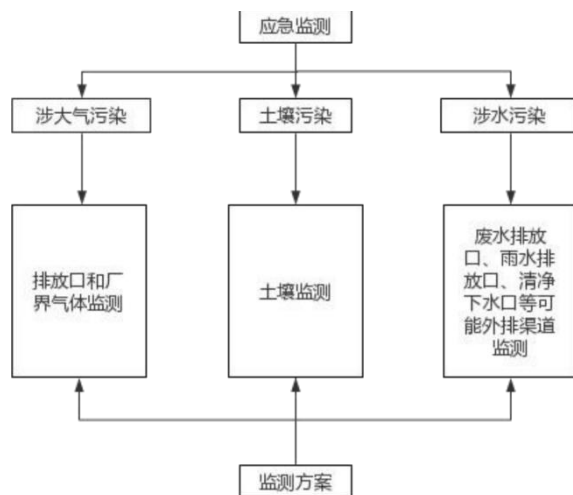 应急监测
涉大气污染
土壤污染
涉水污染
排放口和厂
界气体监测
土壤监测
废水排放
口、雨水排
放口、清净
下水口等可
能外排渠道
监测
监测方案